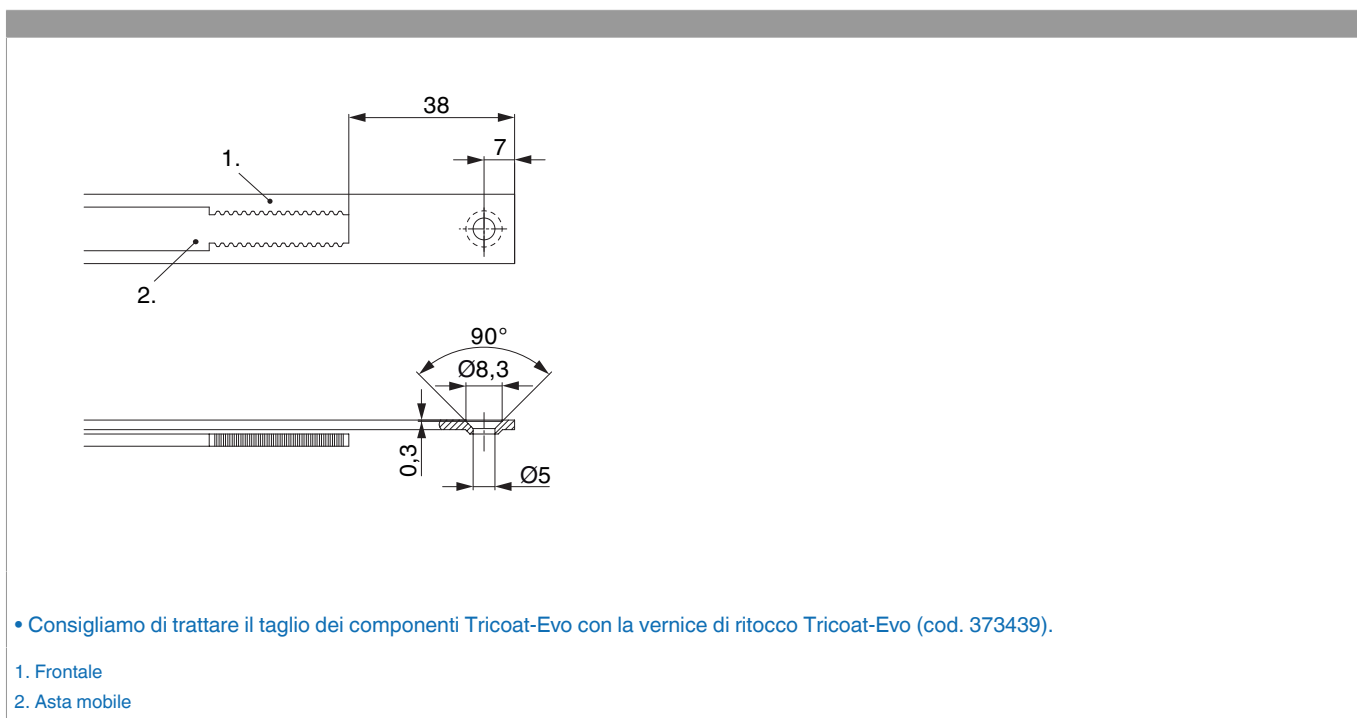 38
7
1.
2.
90°
Ø8,3
0,3
Ø5
• Consigliamo di trattare il taglio dei componenti Tricoat-Evo con la vernice di ritocco Tricoat-Evo (cod. 373439).
1. Frontale
2. Asta mobile